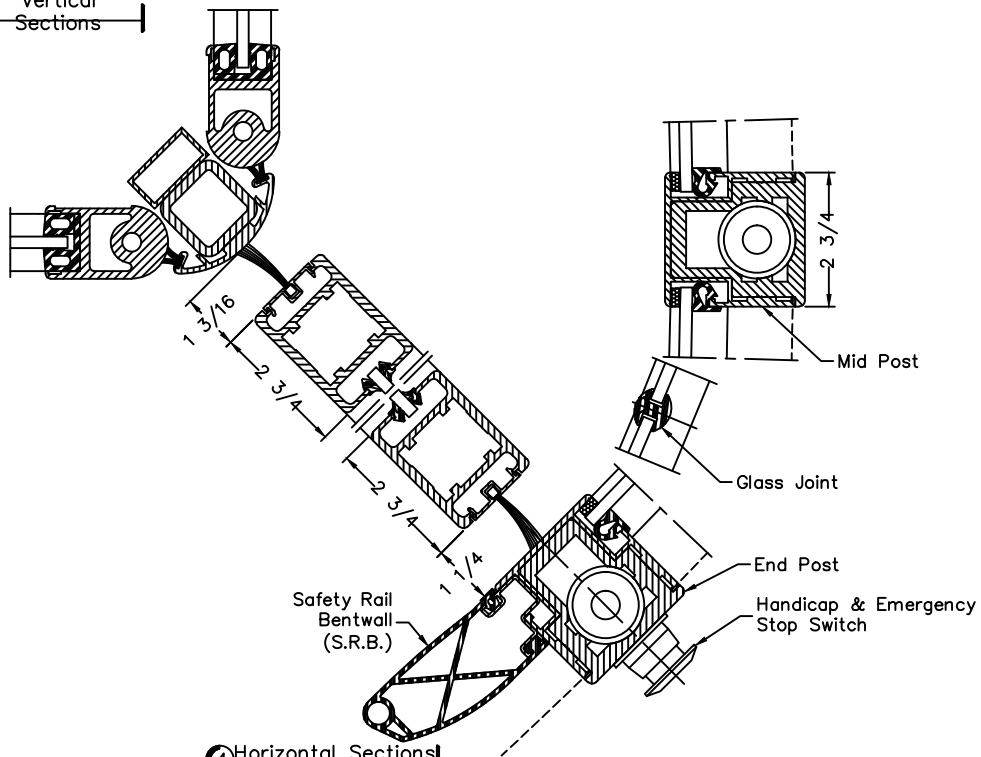 Vertical
Sections
2 3/4
Mid Post
1 3/16
2 3/4
Glass Joint
2 3/4
1 1/4
End Post
Safety Rail
Bentwall
(S.R.B.)
Handicap & Emergency
Stop Switch
Horizontal Sections